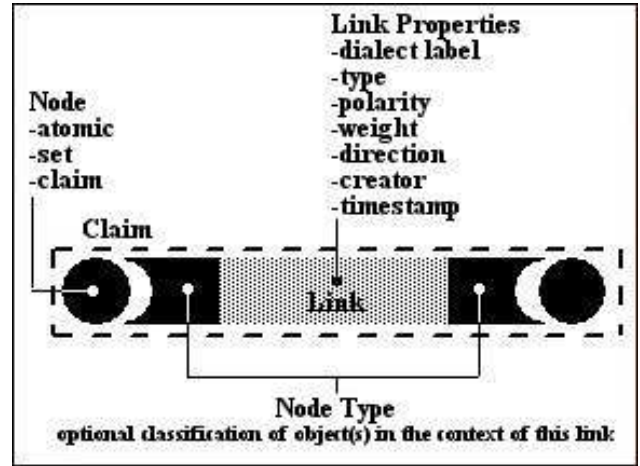 Link Properties
-dialect label
-type
-polarity
-weight
-direction
-creator
-timestamp
Node
-atomic
-set
-claim
Claim
Link
Node Type
optional classification of object(s) in the context of this link